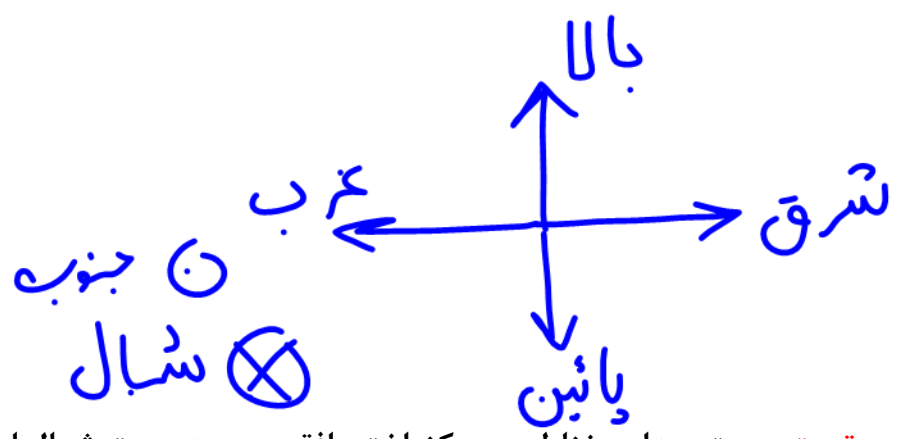 بالا
شرق
غرب
جنوب
شمال
پائین